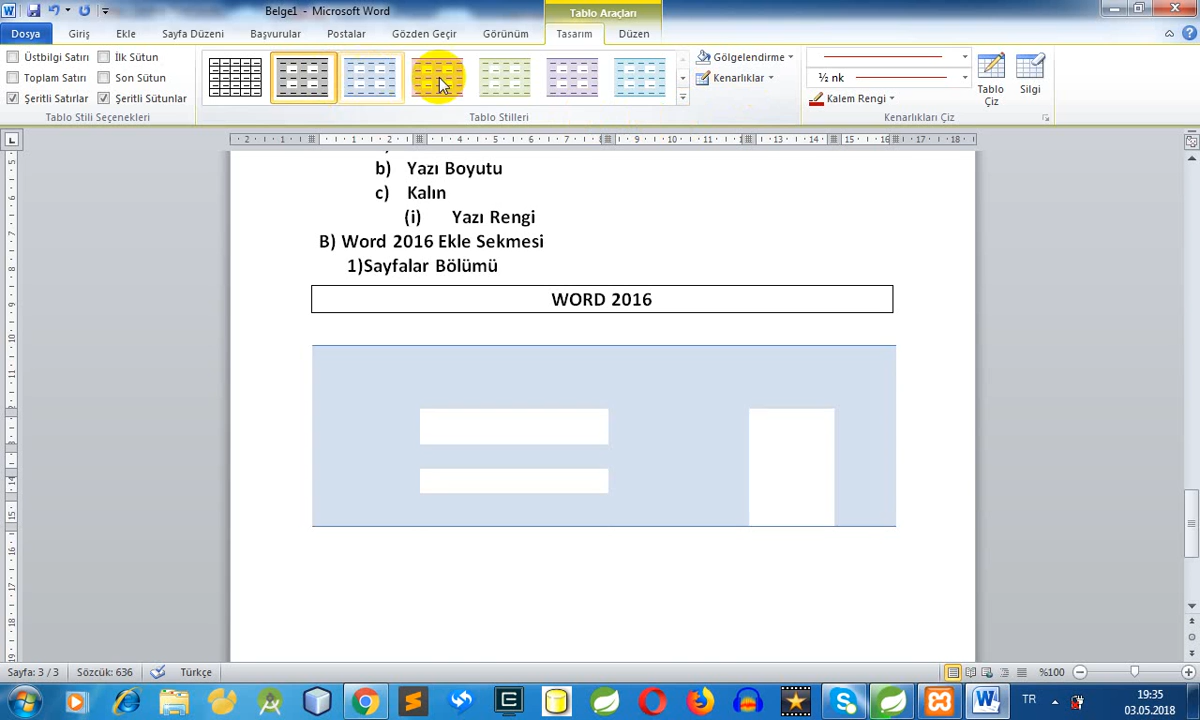 Belge1 - Microsoft Word
Tablo Araçları
Dosya Giriş Ekle Sayfa Düzeni Başvurular Postalar Gözden Geçir Görünüm Tasarım Düzen
Üstbilgi Satırı İlk Sütun
Toplam Satırı Son Sütun
Şeritli Satırlar Şeritli Sütunlar
Tablo Stili Seçenekleri
Tablo Stilleri
Gölgelendirme
Kenarlıklar
½ nk
Kalem Rengi
Tablo Çiz
Silgi
Kenarlıkları Çiz
b) Yazı Boyutu
c) Kalın
(i) Yazı Rengi
B) Word 2016 Ekle Sekmesi
1)Sayfalar Bölümü
WORD 2016
Sayfa: 3 / 3 Sözcük: 636 Türkçe %100
TR 19:35
03.05.2018